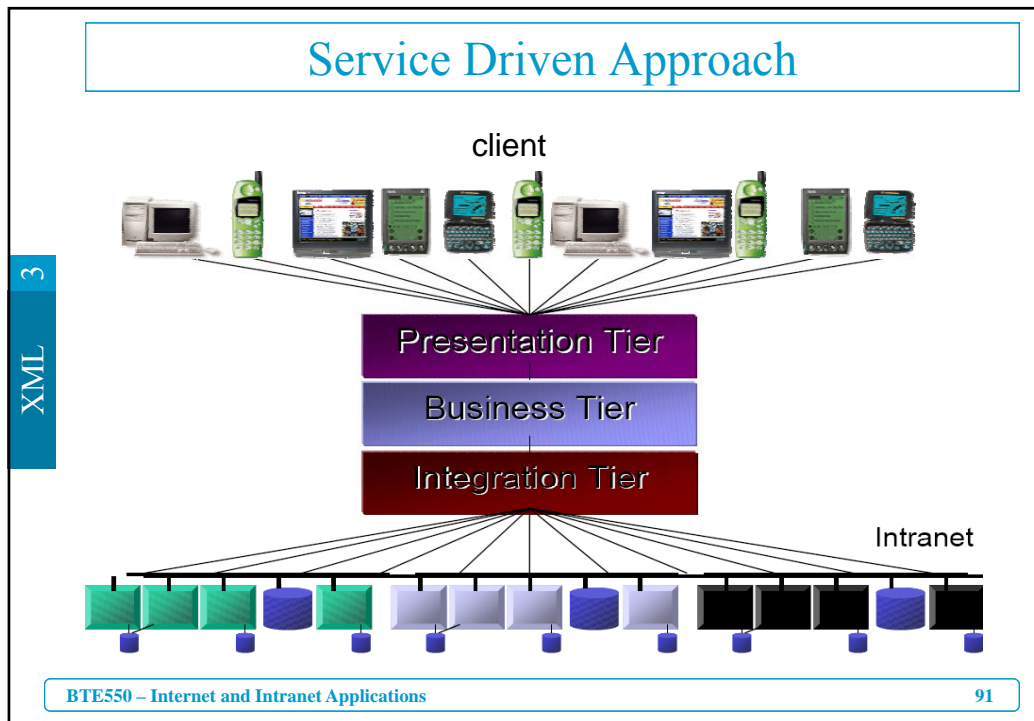 Service Driven Approach
client
3
XML
Presentation Tier
Business Tier
Integration Tier
Intranet
BTE550 – Internet and Intranet Applications
91